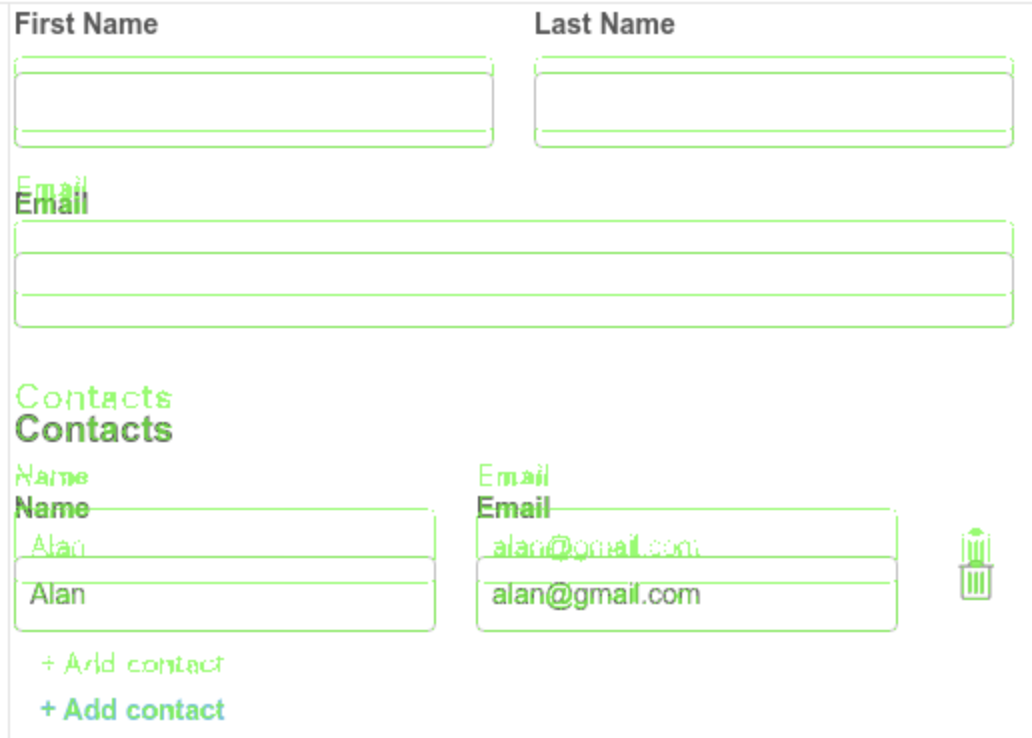 First Name Last Name
Email
Email
Contacts
Contacts
Name Email
Name Email
Alan alan@gmail.com
Alan alan@gmail.com
+ Add contact
+ Add contact